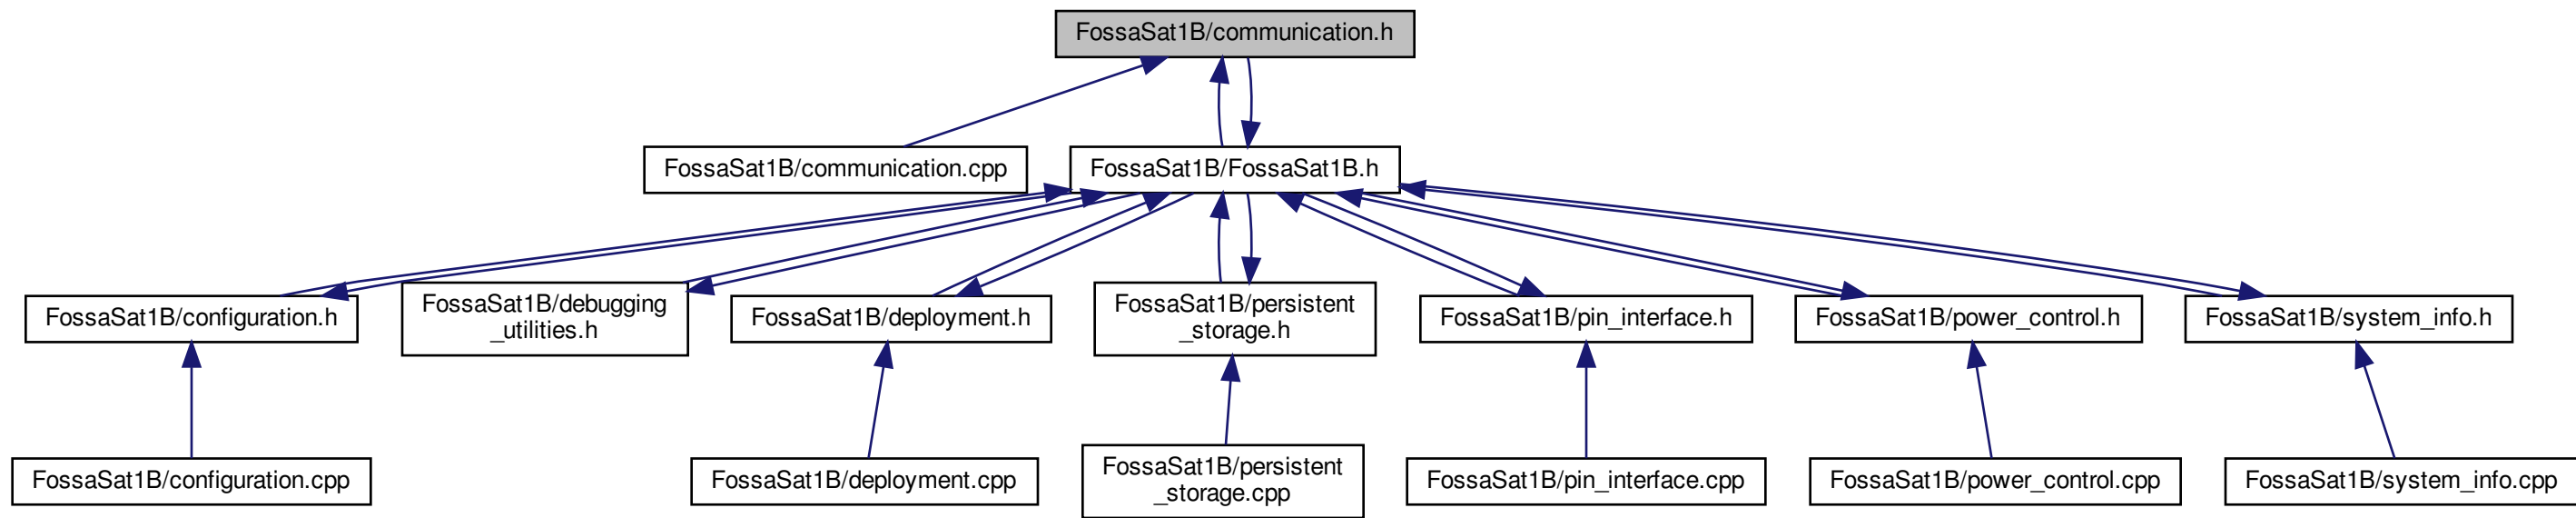 FossaSat1B/communication.h
FossaSat1B/communication.cpp
FossaSat1B/FossaSat1B.h
FossaSat1B/configuration.h
FossaSat1B/debugging
_utilities.h
FossaSat1B/deployment.h
FossaSat1B/persistent
_storage.h
FossaSat1B/pin_interface.h
FossaSat1B/power_control.h
FossaSat1B/system_info.h
FossaSat1B/configuration.cpp
FossaSat1B/deployment.cpp
FossaSat1B/persistent
_storage.cpp
FossaSat1B/pin_interface.cpp
FossaSat1B/power_control.cpp
FossaSat1B/system_info.cpp